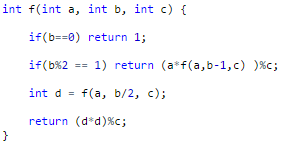 int f(int a, int b, int c) {
if(b==0) return 1;
if(b%2 == 1) return (a*f(a,b-1,c) )%c;
int d = f(a, b/2, c);
return (d*d)%c;
}